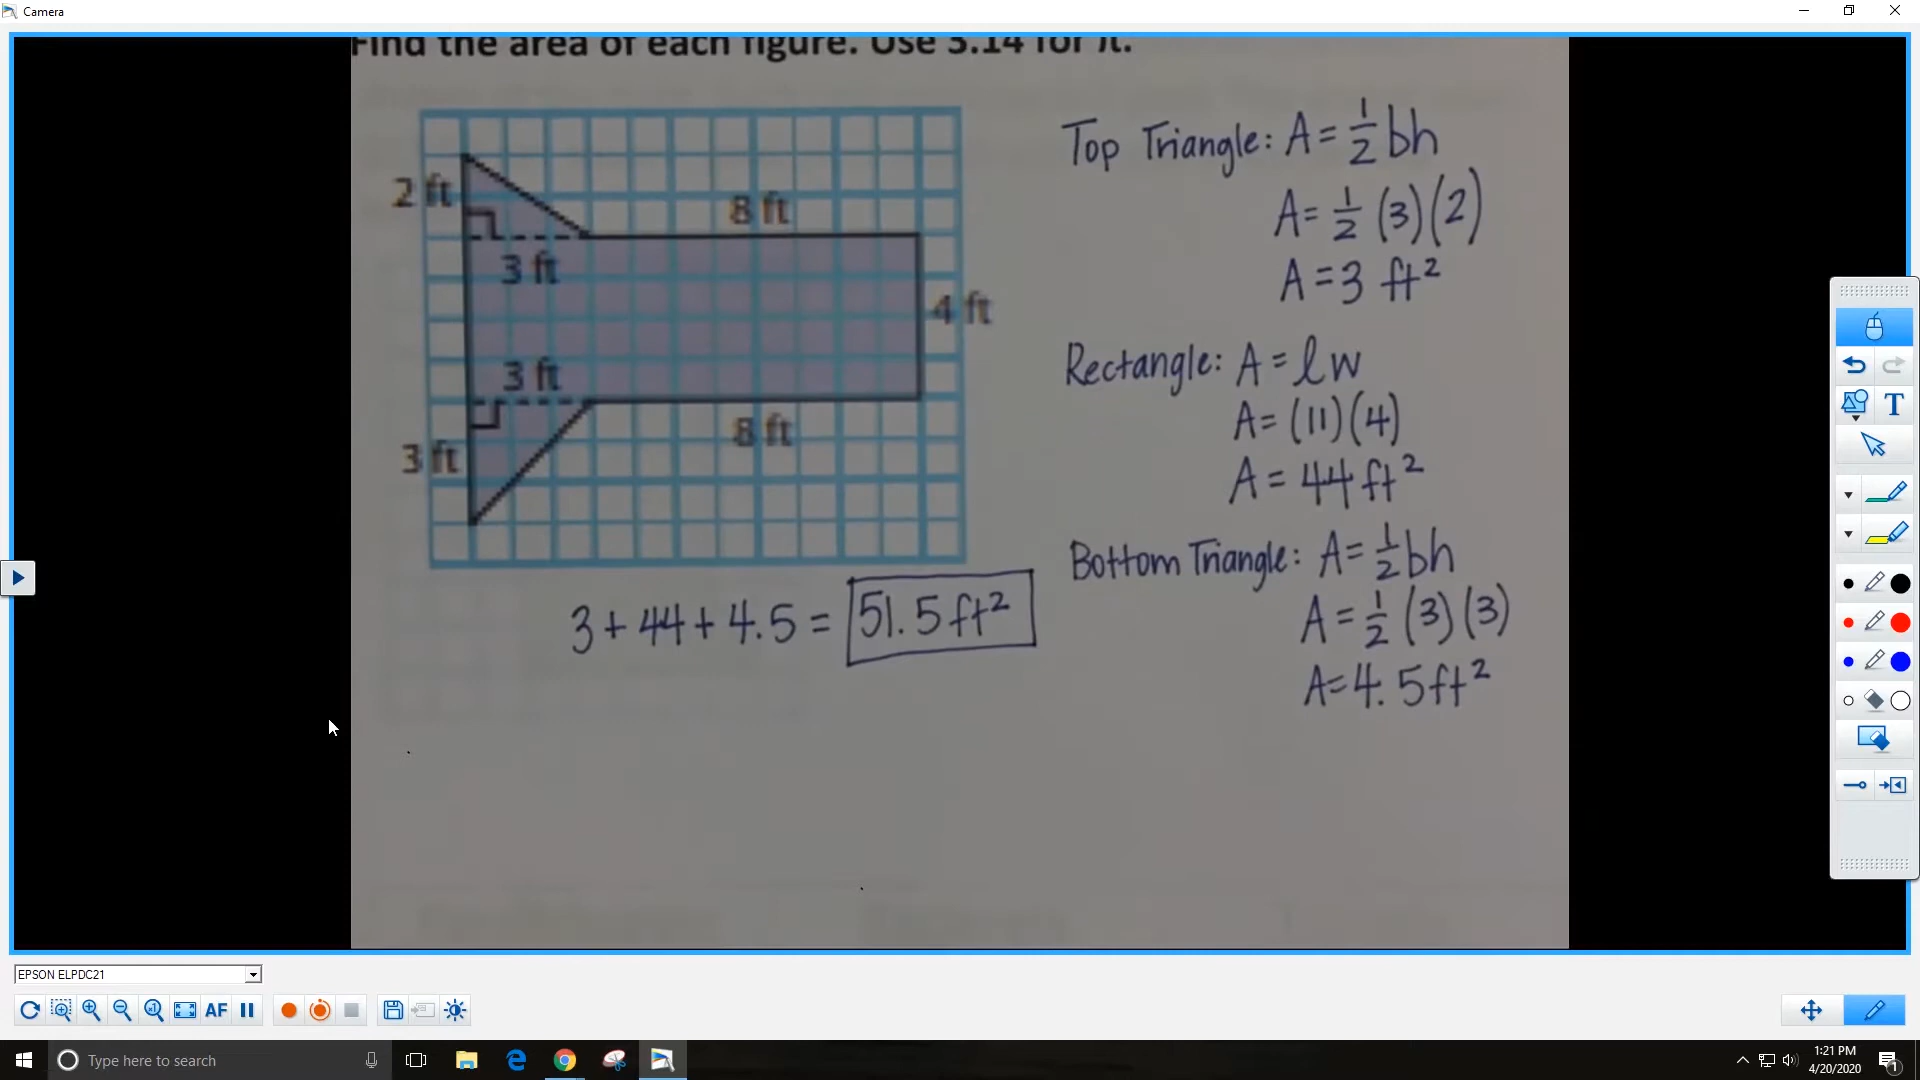 Camera
Find the area of each figure. Use 3.14 for π.
2 ft
8 ft
3 ft
4 ft
3 ft
3 ft
8 ft
Top Triangle: A = 1/2 bh
A = 1/2 (3)(2)
A = 3 ft²
Rectangle: A = lw
A = (11)(4)
A = 44 ft²
Bottom Triangle: A = 1/2 bh
A = 1/2 (3)(3)
A = 4.5 ft²
3 + 44 + 4.5 = 51.5 ft²
T
EPSON ELPDC21
AF
Type here to search
1:21 PM
4/20/2020
1